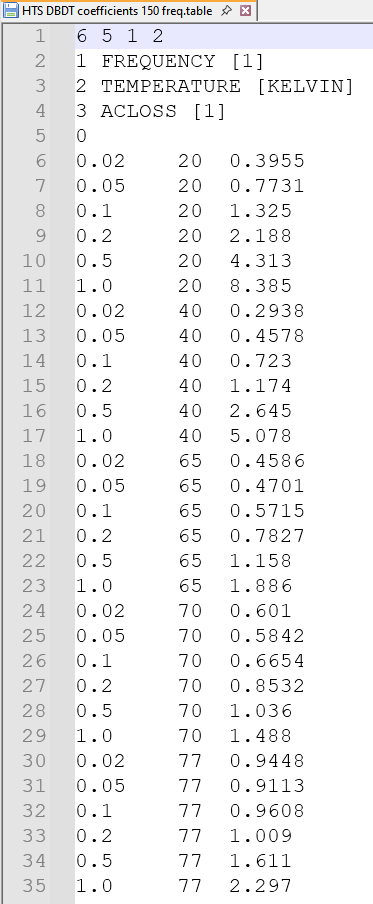 HTS DBDT coefficients 150 freq.table
1 6 5 1 2
2 1 FREQUENCY [1]
3 2 TEMPERATURE [KELVIN]
4 3 ACLOSS [1]
5 0
6 0.02 20 0.3955
7 0.05 20 0.7731
8 0.1 20 1.325
9 0.2 20 2.188
10 0.5 20 4.313
11 1.0 20 8.385
12 0.02 40 0.2938
13 0.05 40 0.4578
14 0.1 40 0.723
15 0.2 40 1.174
16 0.5 40 2.645
17 1.0 40 5.078
18 0.02 65 0.4586
19 0.05 65 0.4701
20 0.1 65 0.5715
21 0.2 65 0.7827
22 0.5 65 1.158
23 1.0 65 1.886
24 0.02 70 0.601
25 0.05 70 0.5842
26 0.1 70 0.6654
27 0.2 70 0.8532
28 0.5 70 1.036
29 1.0 70 1.488
30 0.02 77 0.9448
31 0.05 77 0.9113
32 0.1 77 0.9608
33 0.2 77 1.009
34 0.5 77 1.611
35 1.0 77 2.297